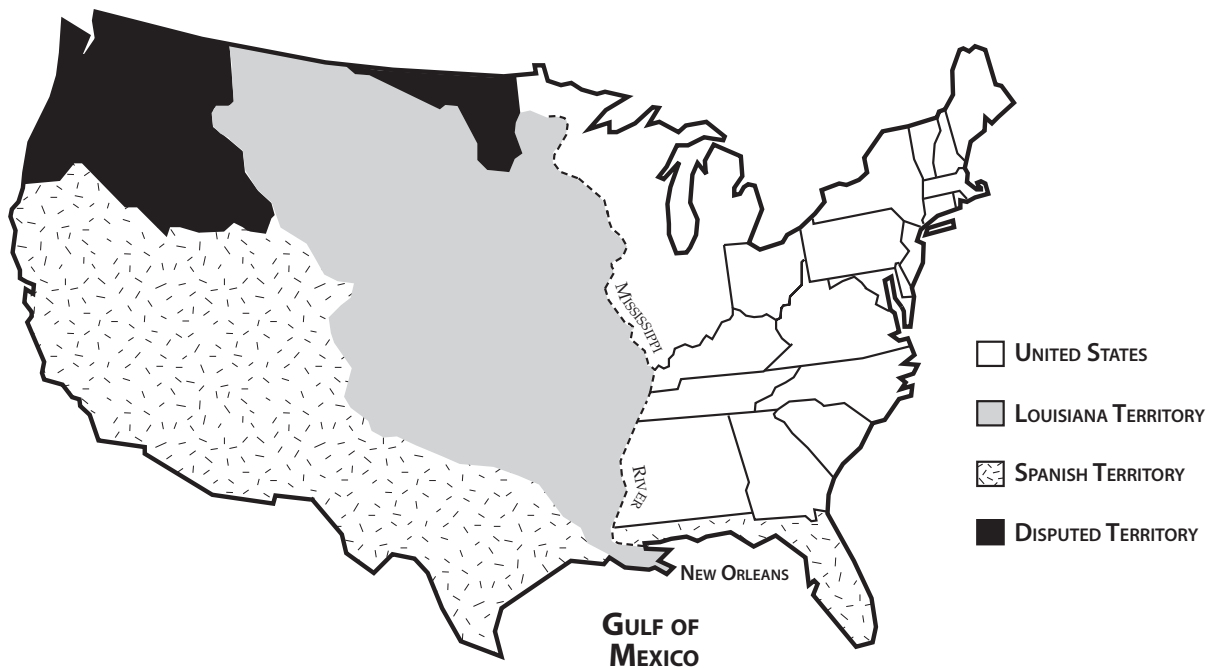 Mississippi
River
New Orleans
Gulf of
Mexico
United States
Louisiana Territory
Spanish Territory
Disputed Territory